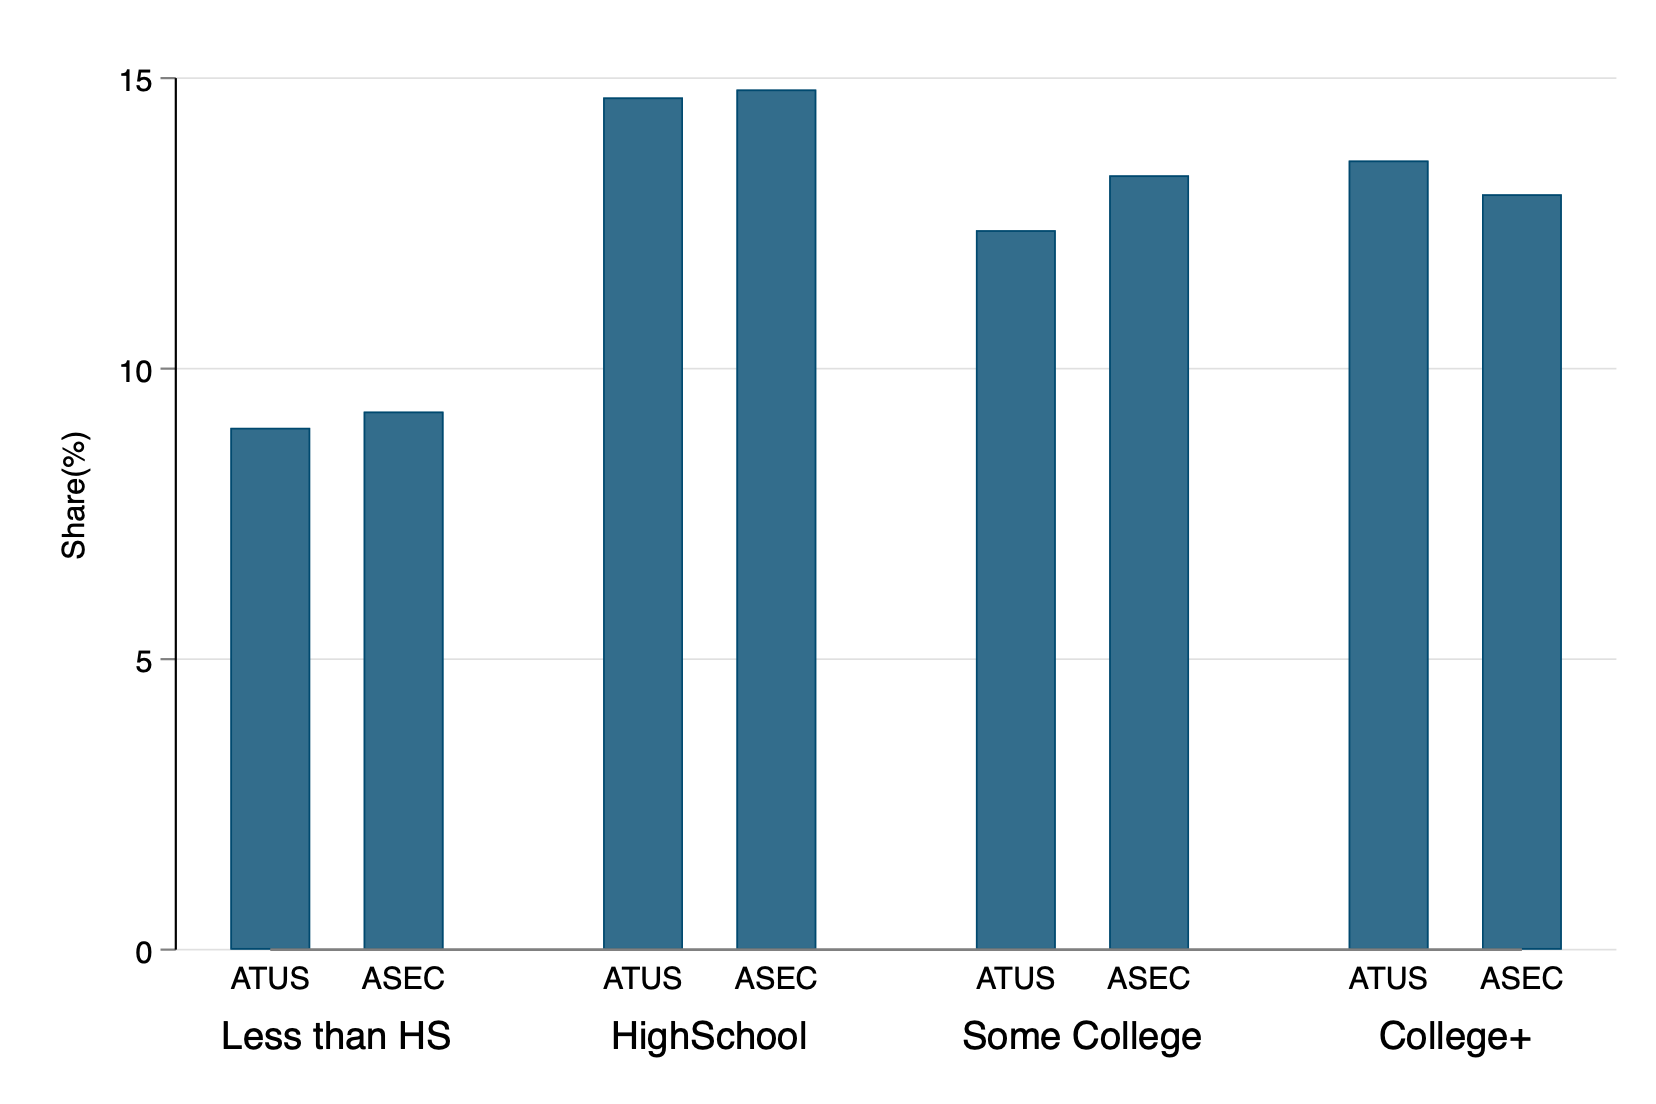 15
10
5
0
Share(%)
ATUS ASEC ATUS ASEC ATUS ASEC ATUS ASEC
Less than HS HighSchool Some College College+